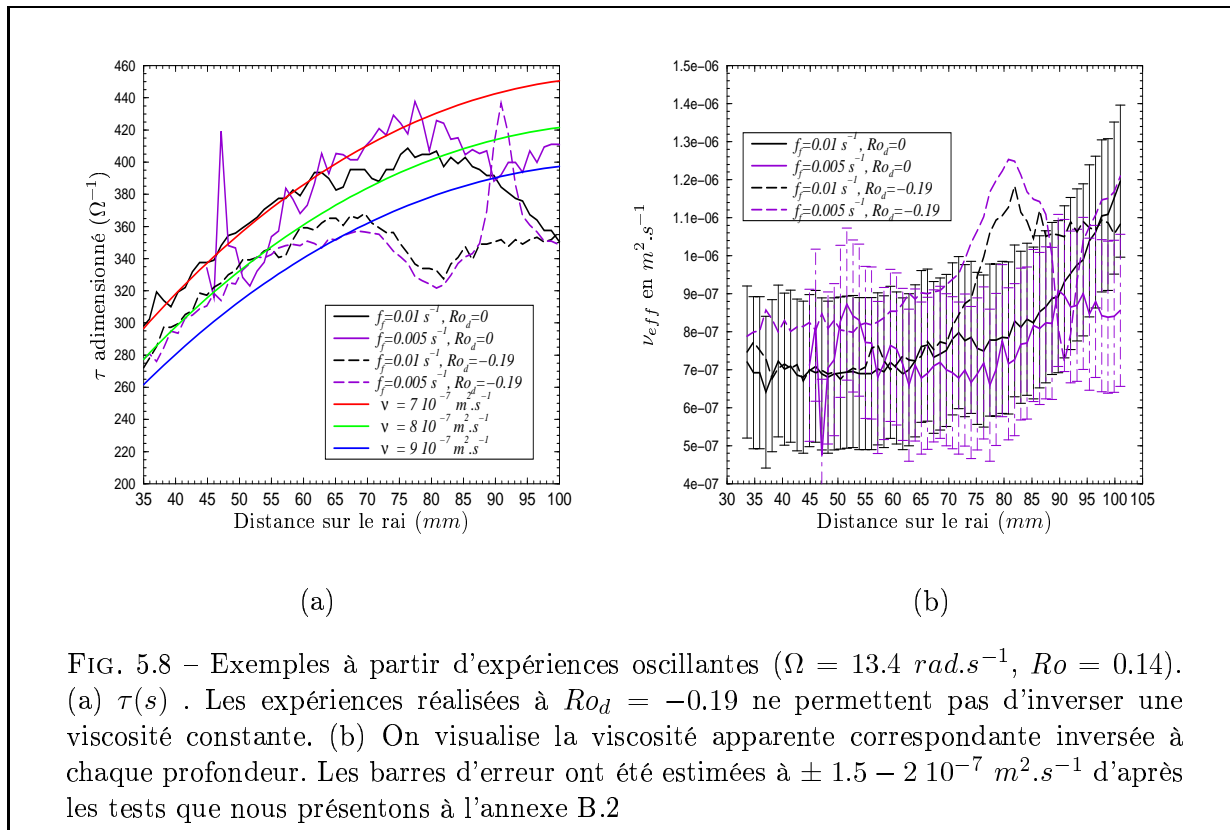 460
440
420
400
380
360
340
320
300
280
260
240
220
200
τ adimensionné (Ω⁻¹)
35 40 45 50 55 60 65 70 75 80 85 90 95 100
Distance sur le rai (mm)
f_f=0.01 s⁻¹, Ro_d=0
f_f=0.005 s⁻¹, Ro_d=0
f_f=0.01 s⁻¹, Ro_d=−0.19
f_f=0.005 s⁻¹, Ro_d=−0.19
ν = 7 10⁻⁷ m².s⁻¹
ν = 8 10⁻⁷ m².s⁻¹
ν = 9 10⁻⁷ m².s⁻¹
(a)
1.5e−06
1.4e−06
1.2e−06
1.1e−06
1e−06
9e−07
8e−07
7e−07
6e−07
5e−07
4e−07
ν_eff en m².s⁻¹
30 35 40 45 50 55 60 65 70 75 80 85 90 95 100 105
Distance sur le rai (mm)
f_f=0.01 s⁻¹, Ro_d=0
f_f=0.005 s⁻¹, Ro_d=0
f_f=0.01 s⁻¹, Ro_d=−0.19
f_f=0.005 s⁻¹, Ro_d=−0.19
(b)
FIG. 5.8 – Exemples à partir d'expériences oscillantes (Ω = 13.4 rad.s⁻¹, Ro = 0.14).
(a) τ(s) . Les expériences réalisées à Ro_d = −0.19 ne permettent pas d'inverser une
viscosité constante. (b) On visualise la viscosité apparente correspondante inversée à
chaque profondeur. Les barres d'erreur ont été estimées à ± 1.5 – 2 10⁻⁷ m².s⁻¹ d'après
les tests que nous présentons à l'annexe B.2